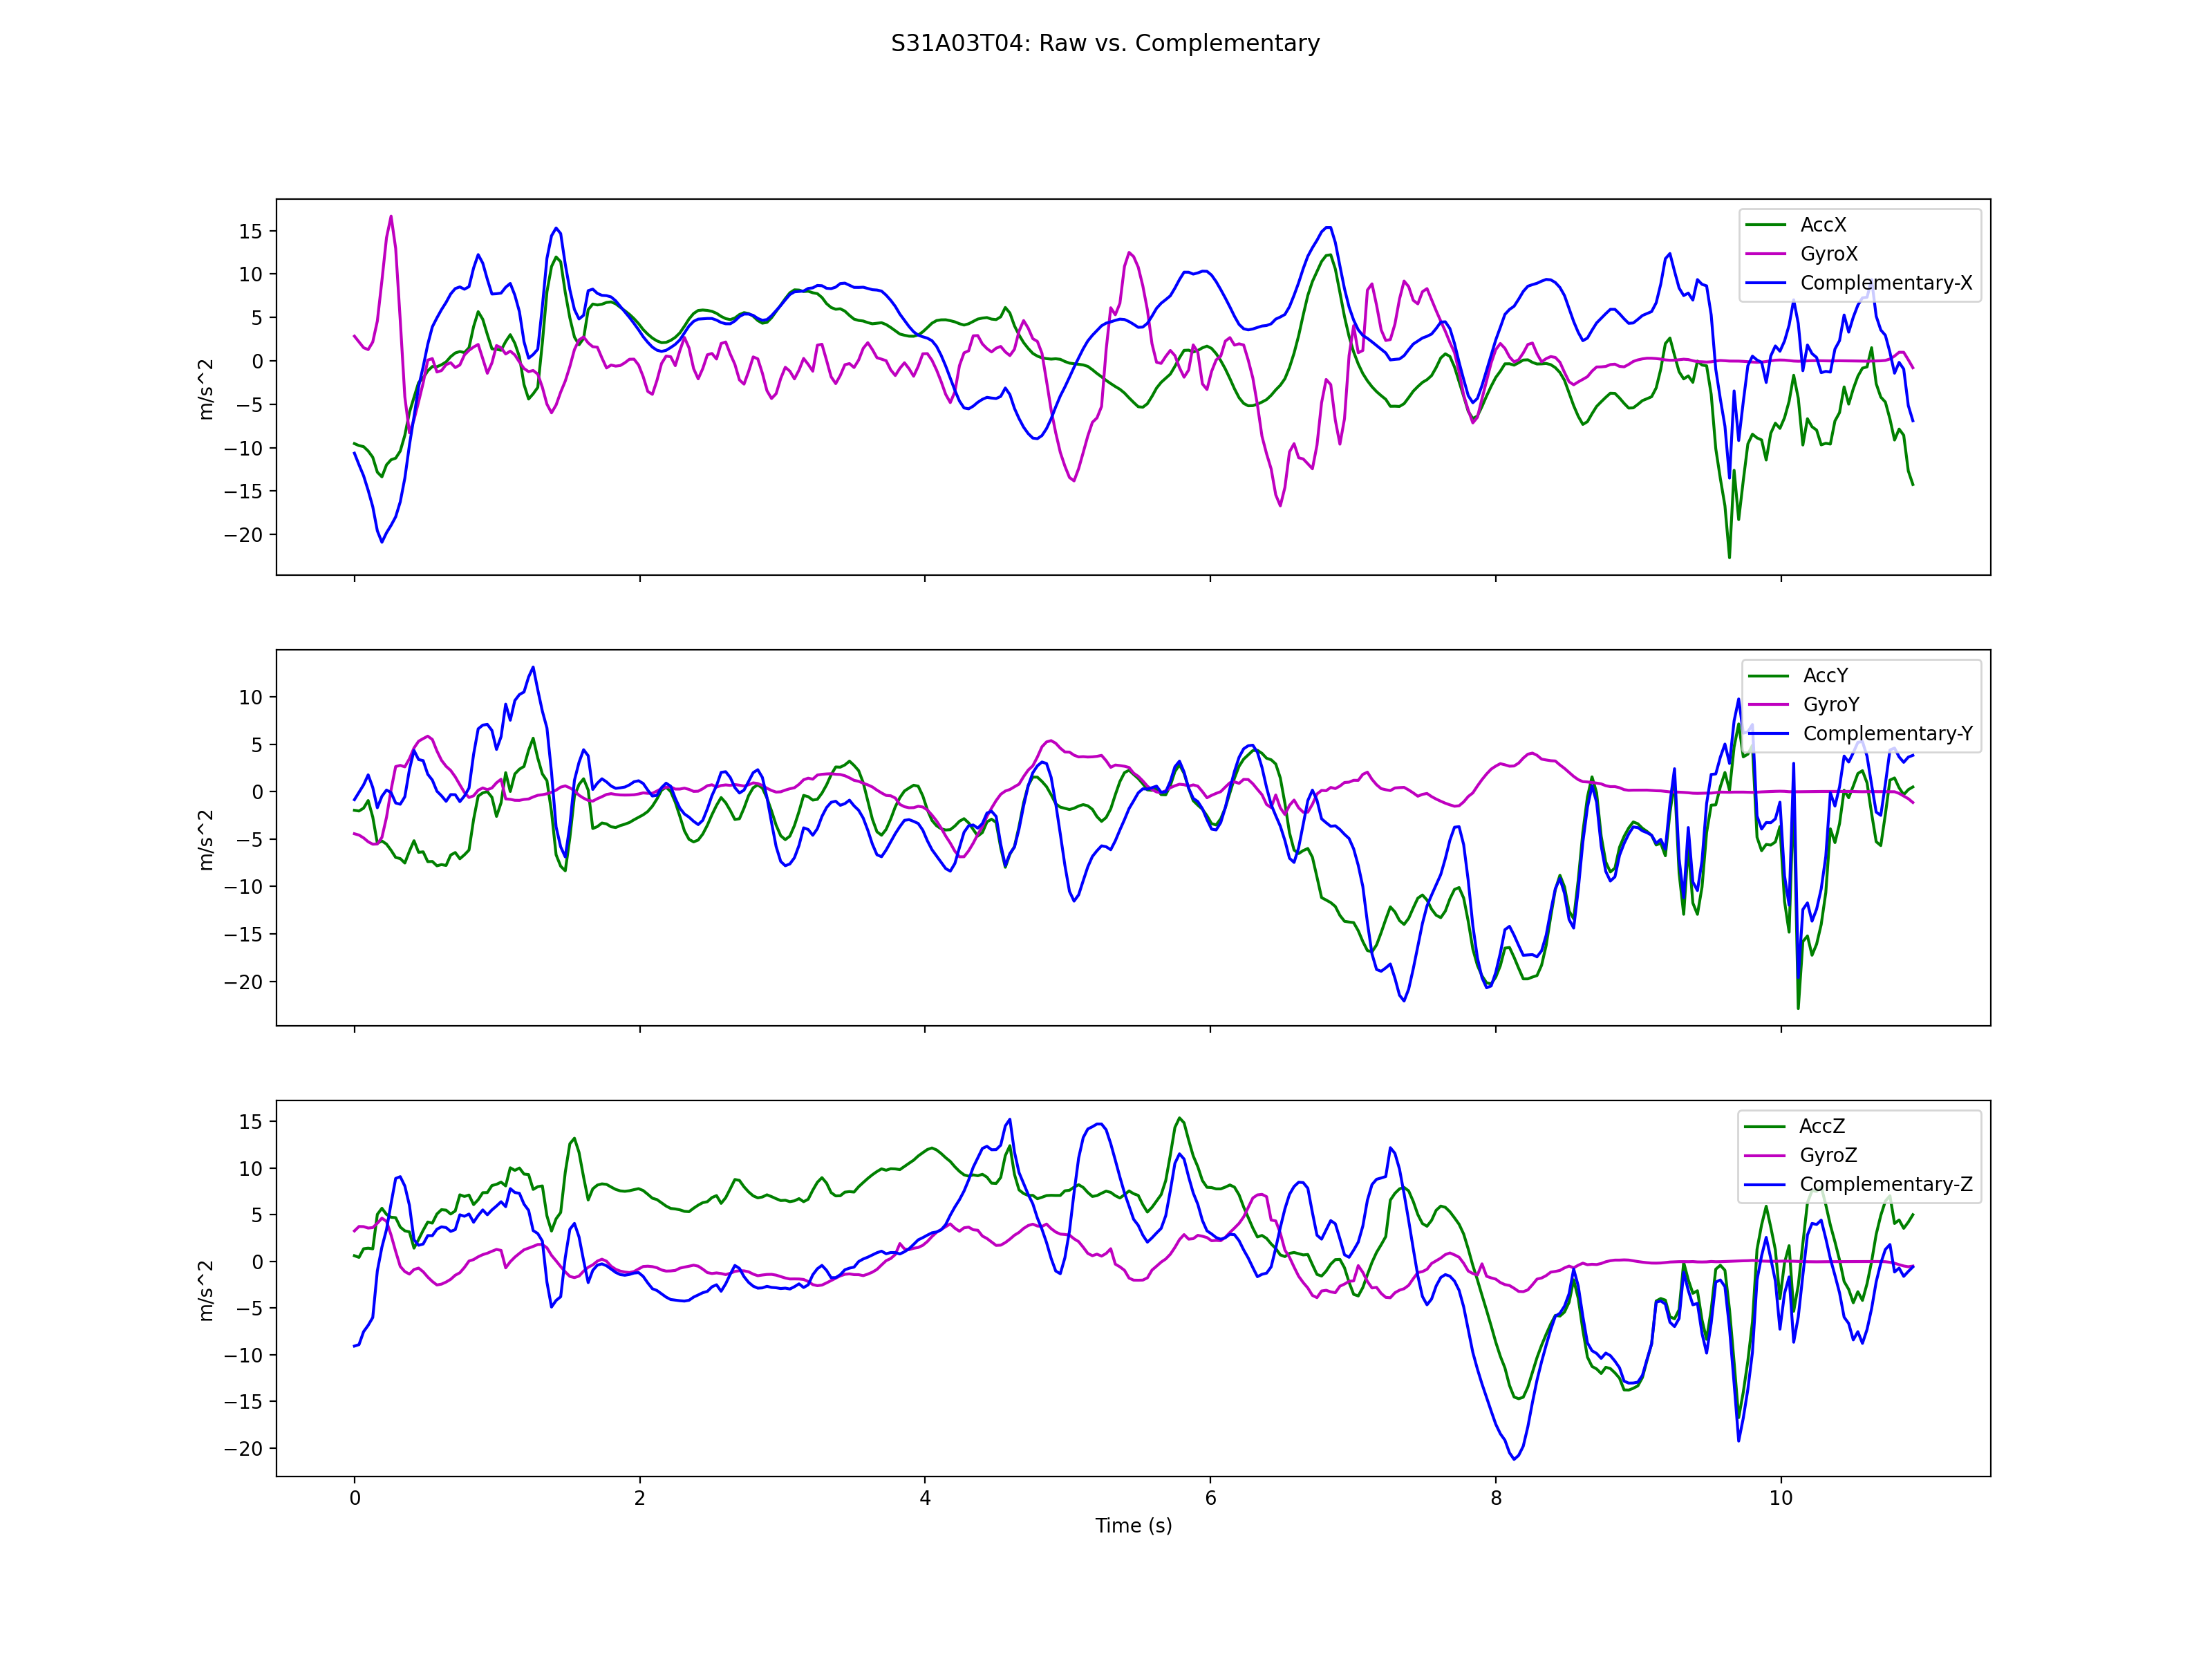 S31A03T04: Raw vs. Complementary
15
10
5
0
−5
−10
−15
−20
m/s^2
AccX
GyroX
Complementary-X
10
5
0
−5
−10
−15
−20
m/s^2
AccY
GyroY
Complementary-Y
15
10
5
0
−5
−10
−15
−20
m/s^2
AccZ
GyroZ
Complementary-Z
0 2 4 6 8 10
Time (s)